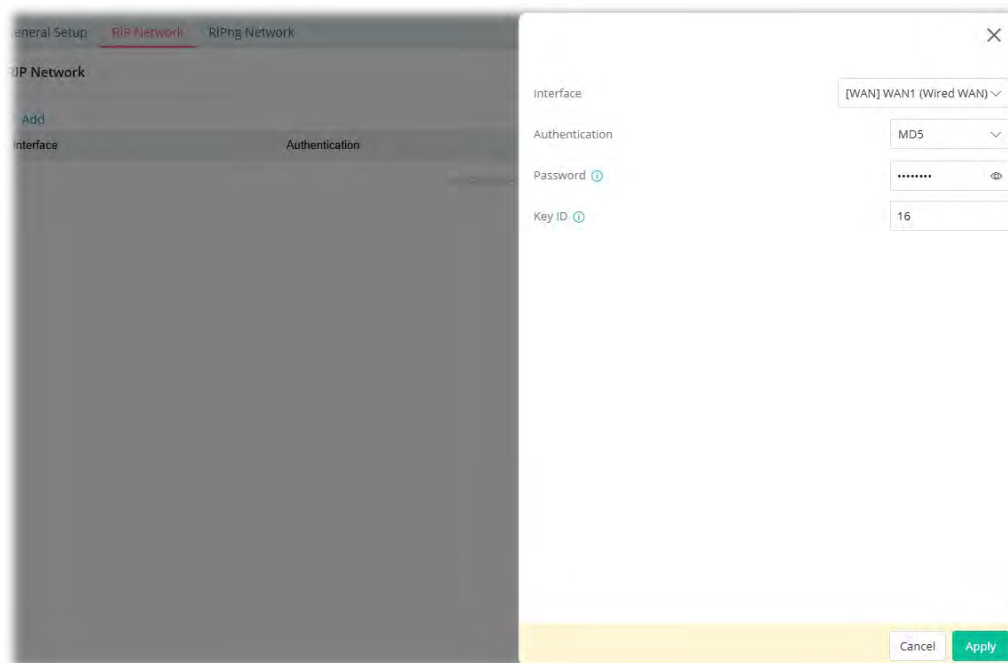 eneral Setup RIP Network RIPng Network
RIP Network
Add
Interface Authentication
Interface [WAN] WAN1 (Wired WAN)
Authentication MD5
Password ••••••••
Key ID 16
Cancel Apply